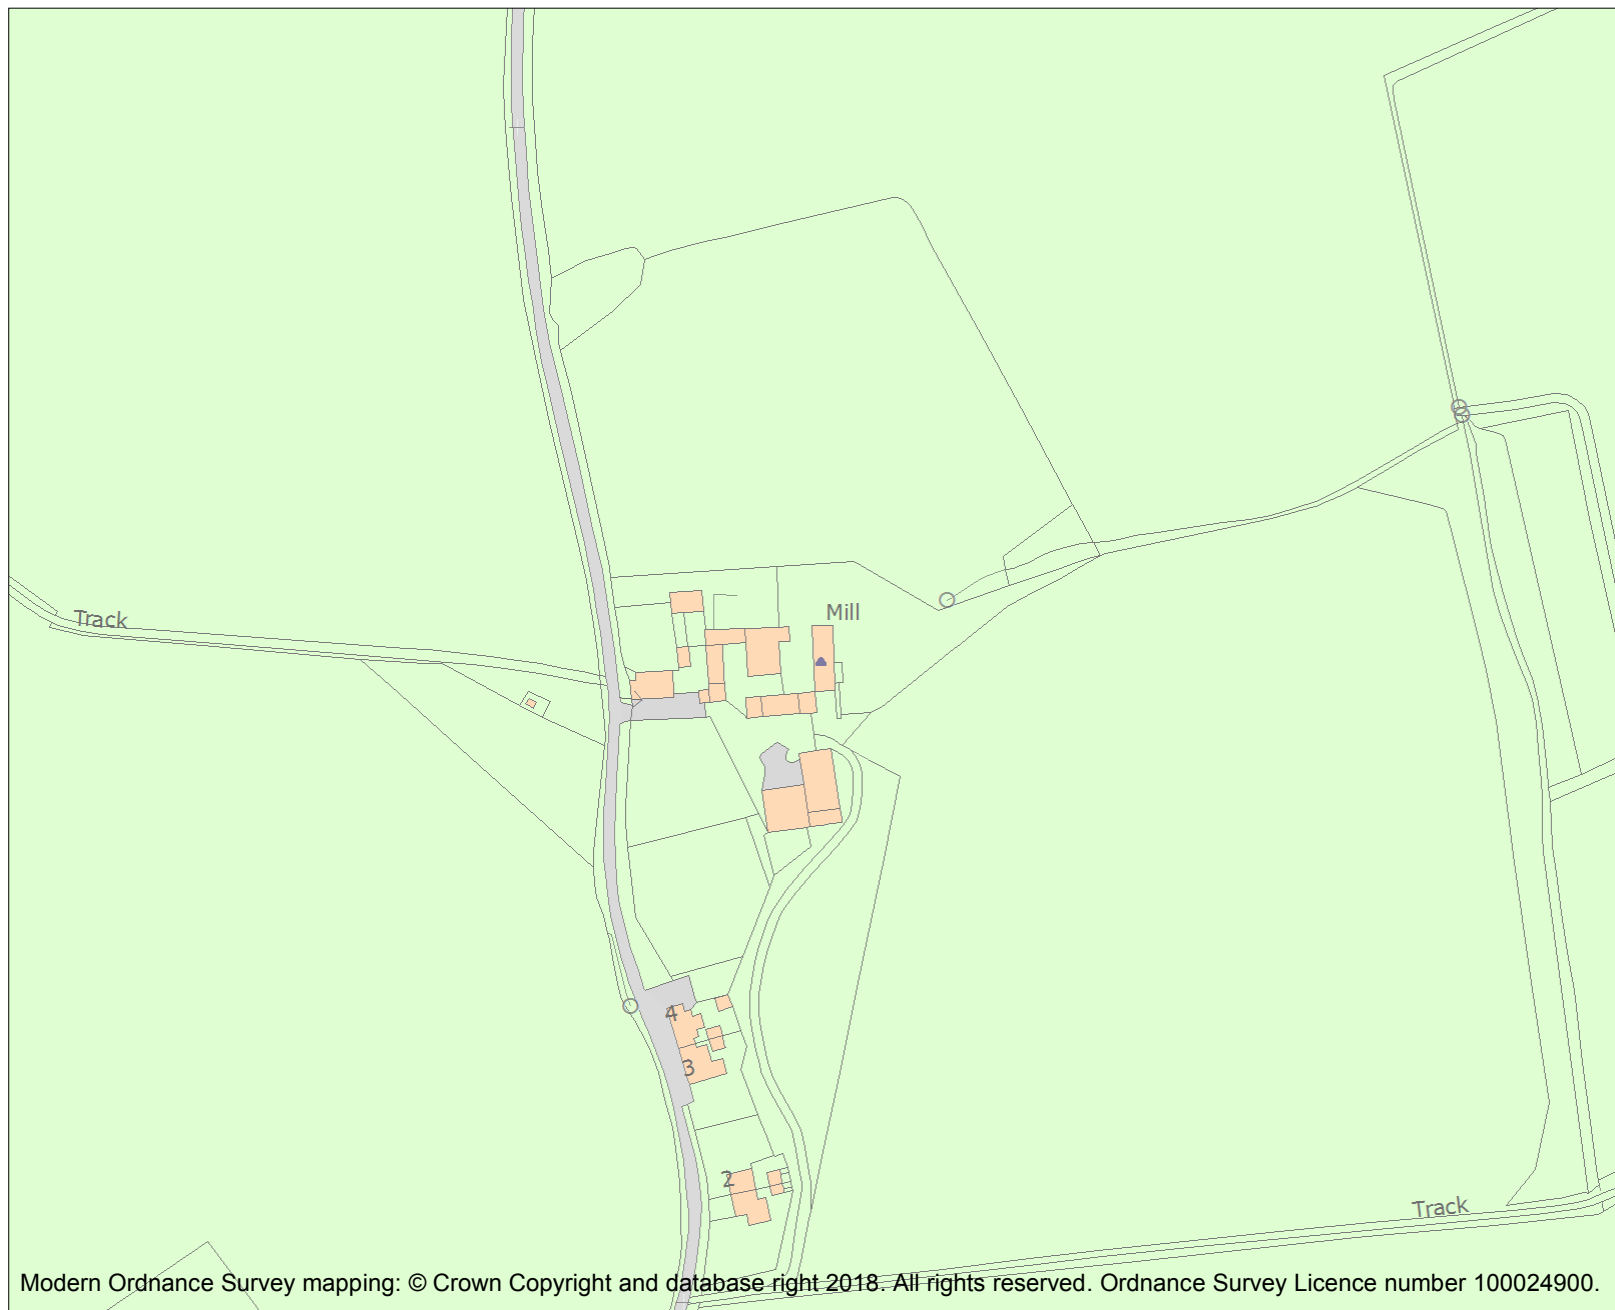 Track
Mill
4
3
2
Track
Modern Ordnance Survey mapping: © Crown Copyright and database right 2018. All rights reserved. Ordnance Survey Licence number 100024900.